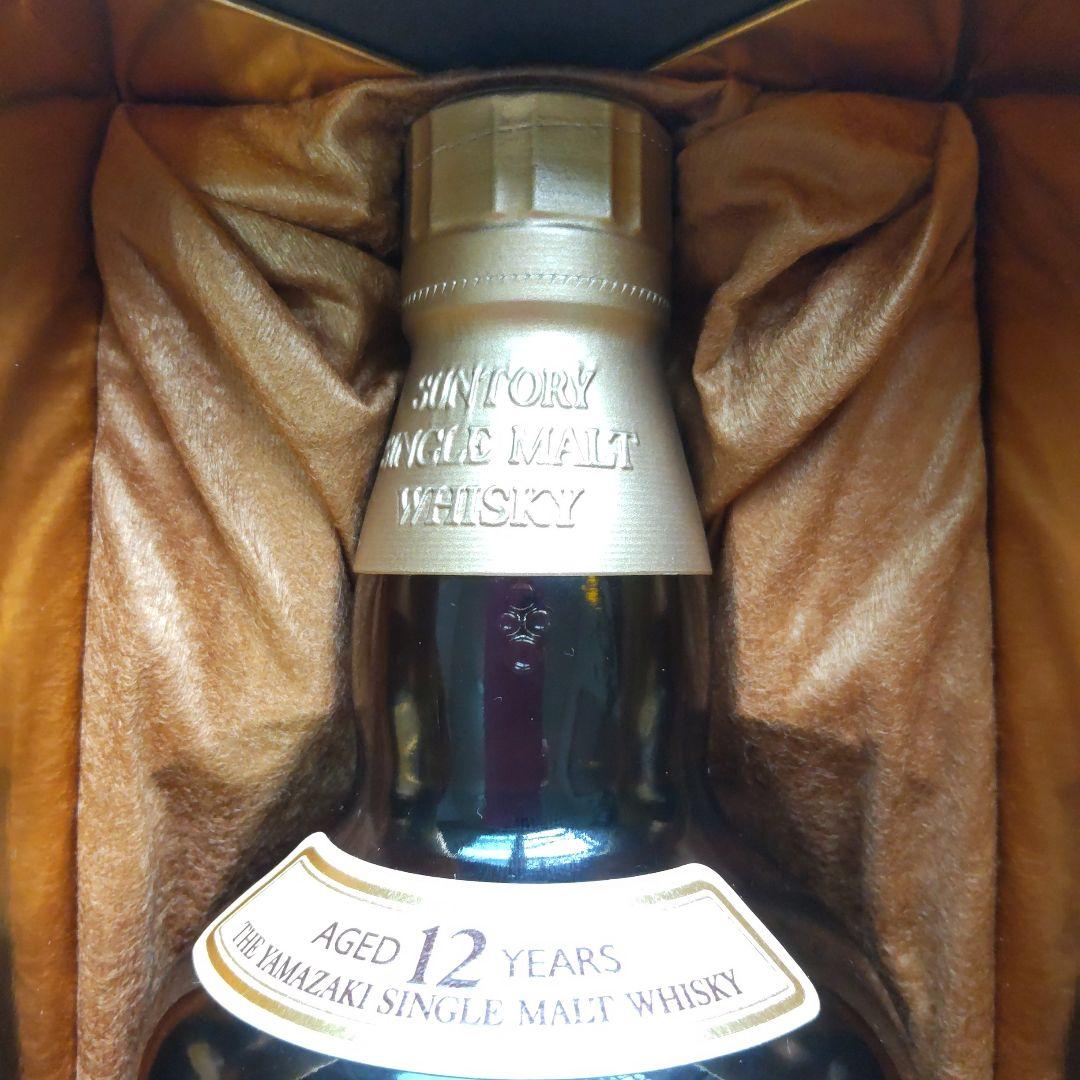 SUNTORY
SINGLE MALT
WHISKY
AGED 12 YEARS
THE YAMAZAKI SINGLE MALT WHISKY